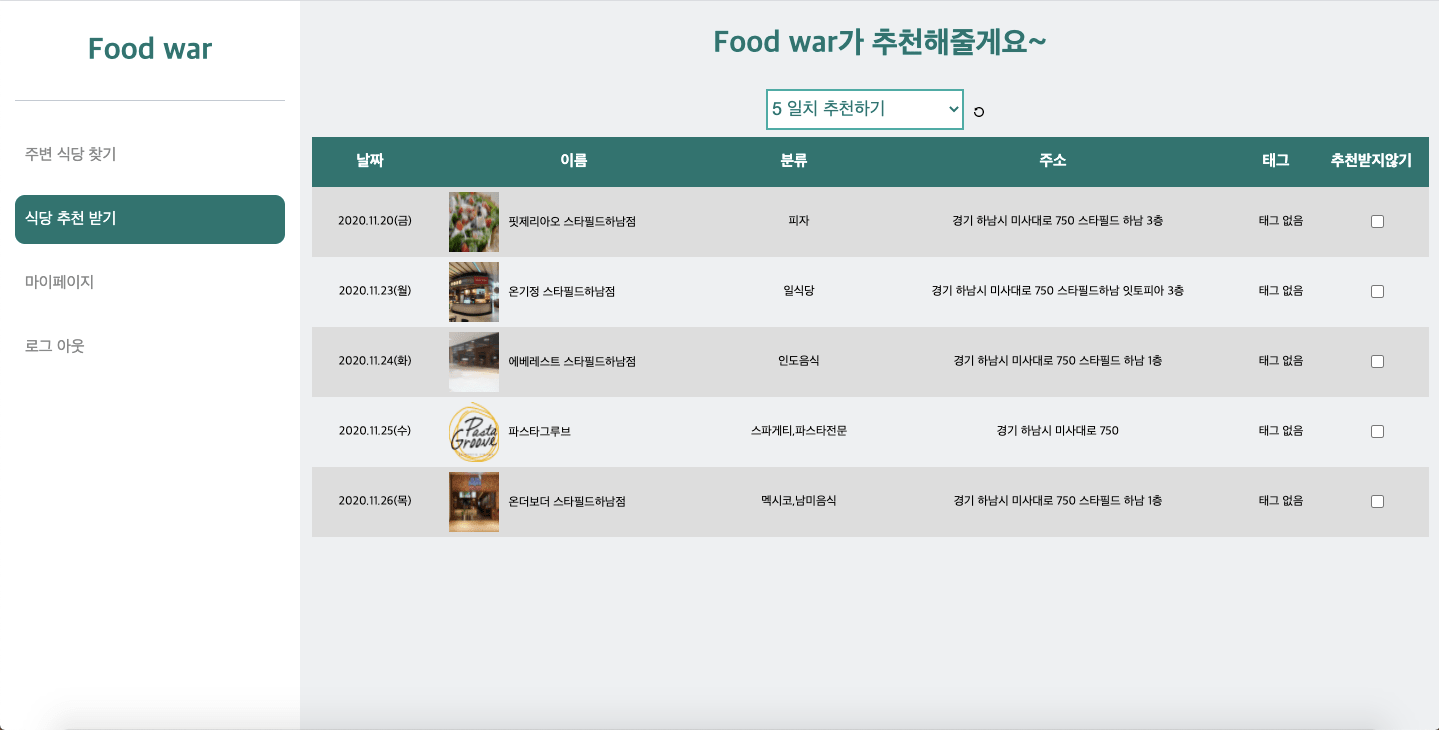 Food war
주변 식당 찾기
식당 추천 받기
마이페이지
로그 아웃
Food war가 추천해줄게요~
5 일치 추천하기
날짜 이름 분류 주소 태그 추천받지않기
2020.11.20(금) 핏제리아오 스타필드하남점 피자 경기 하남시 미사대로 750 스타필드 하남 3층 태그 없음
2020.11.23(월) 온기정 스타필드하남점 일식당 경기 하남시 미사대로 750 스타필드하남 잇토피아 3층 태그 없음
2020.11.24(화) 에베레스트 스타필드하남점 인도음식 경기 하남시 미사대로 750 스타필드 하남 1층 태그 없음
2020.11.25(수) Pasta Groove 파스타그루브 스파게티,파스타전문 경기 하남시 미사대로 750 태그 없음
2020.11.26(목) 온더보더 스타필드하남점 멕시코,남미음식 경기 하남시 미사대로 750 스타필드 하남 1층 태그 없음